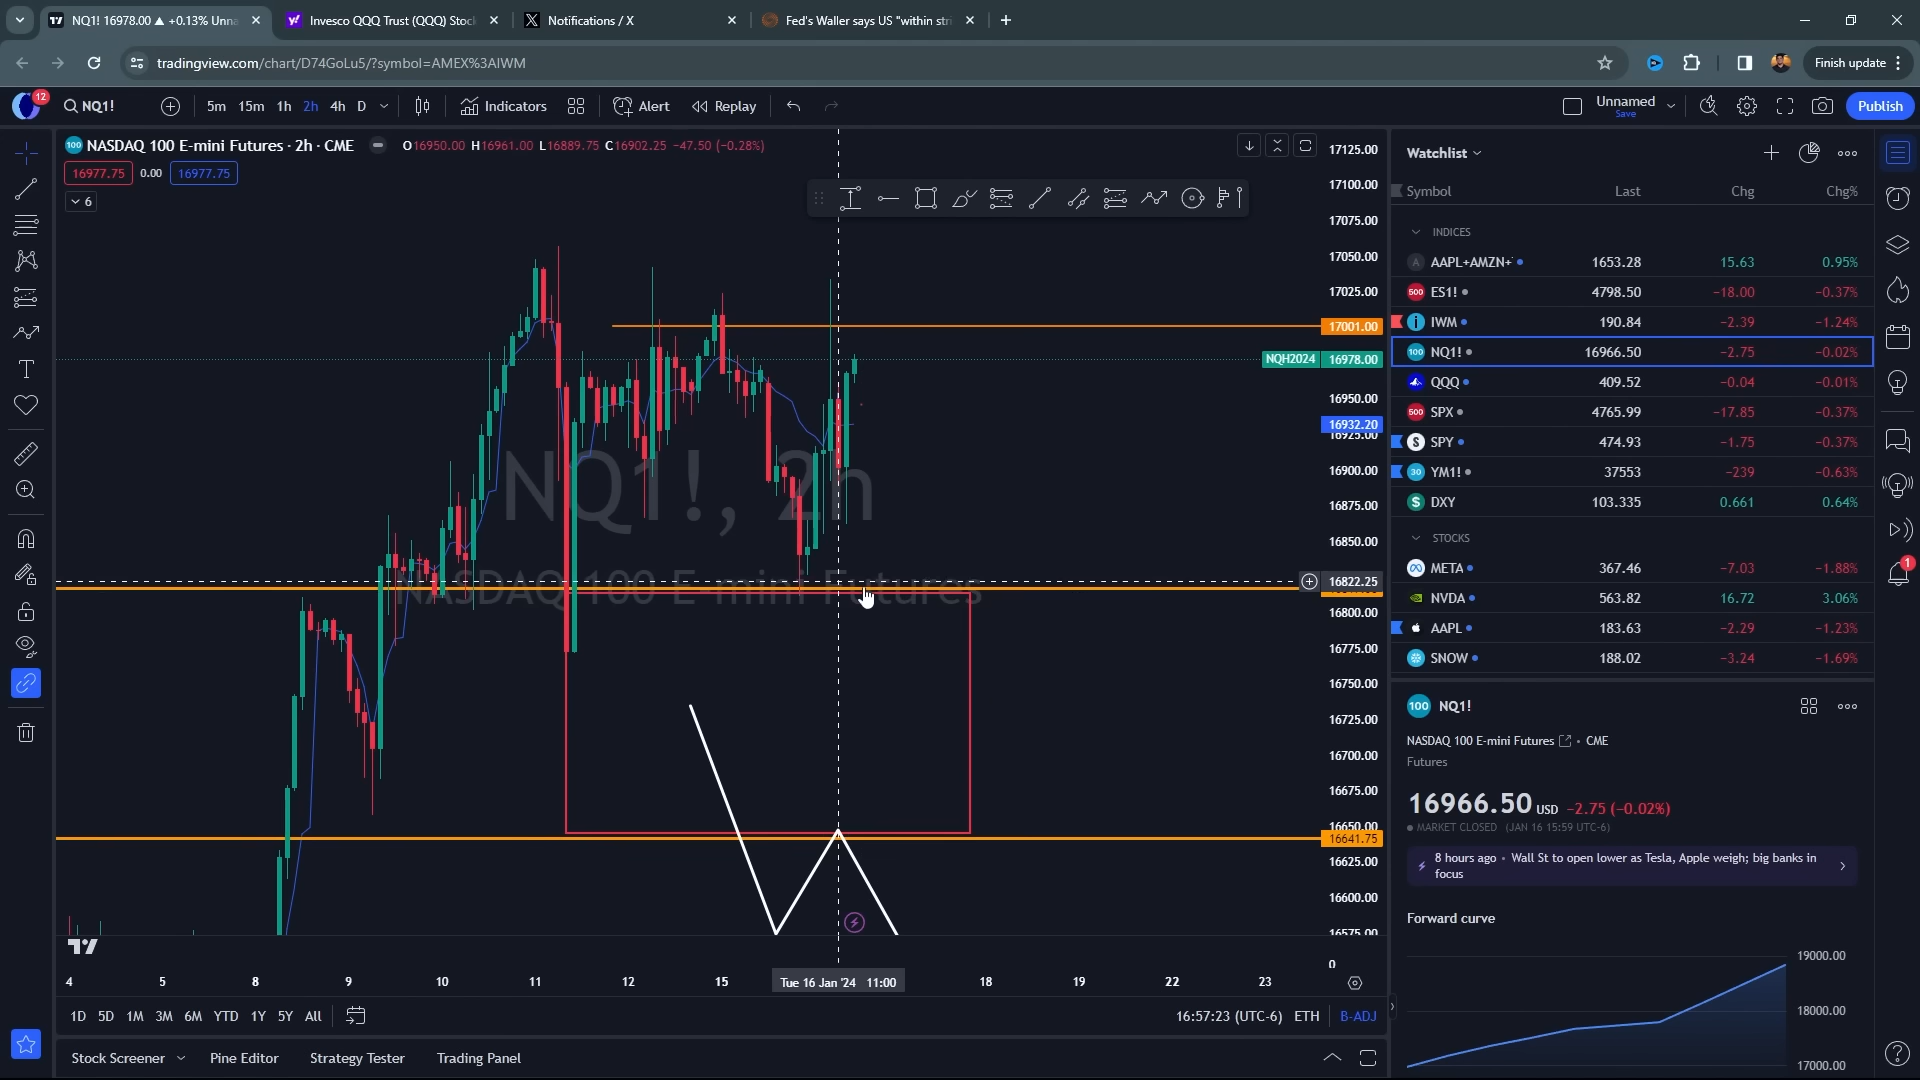 NQ1! 16978.00 ▲ +0.13% Unna
Invesco QQQ Trust (QQQ) Stoc
Notifications / X
Fed's Waller says US "within stri
tradingview.com/chart/D74GoLu5/?symbol=AMEX%3AIWM
Finish update
12
NQ1!
5m 15m 1h 2h 4h D
Indicators
Alert
Replay
Unnamed
Save
Publish
NASDAQ 100 E-mini Futures · 2h · CME
O16950.00 H16961.00 L16889.75 C16902.25 −47.50 (−0.28%)
16977.75 0.00 16977.75
6
NQ1!, 2h
NASDAQ 100 E-mini Futures
17125.00
17100.00
17075.00
17050.00
17025.00
17001.00
NQH2024 16978.00
16950.00
16932.20
16925.00
16900.00
16875.00
16850.00
16822.25
16800.00
16775.00
16750.00
16725.00
16700.00
16675.00
16650.00
16641.75
16625.00
16600.00
16575.00
0
4 5 8 9 10 11 12 15 Tue 16 Jan '24 11:00 18 19 22 23
1D 5D 1M 3M 6M YTD 1Y 5Y All
16:57:23 (UTC-6) ETH B-ADJ
Stock Screener
Pine Editor
Strategy Tester
Trading Panel
Watchlist
Symbol Last Chg Chg%
INDICES
AAPL+AMZN+ 1653.28 15.63 0.95%
500 ES1! 4798.50 −18.00 −0.37%
IWM 190.84 −2.39 −1.24%
100 NQ1! 16966.50 −2.75 −0.02%
QQQ 409.52 −0.04 −0.01%
500 SPX 4765.99 −17.85 −0.37%
SPY 474.93 −1.75 −0.37%
30 YM1! 37553 −239 −0.63%
DXY 103.335 0.661 0.64%
STOCKS
META 367.46 −7.03 −1.88%
NVDA 563.82 16.72 3.06%
AAPL 183.63 −2.29 −1.23%
SNOW 188.02 −3.24 −1.69%
100 NQ1!
NASDAQ 100 E-mini Futures • CME
Futures
16966.50 USD −2.75 (−0.02%)
MARKET CLOSED (JAN 16 15:59 UTC-6)
8 hours ago • Wall St to open lower as Tesla, Apple weigh; big banks in
focus
Forward curve
19000.00
18000.00
17000.00
1